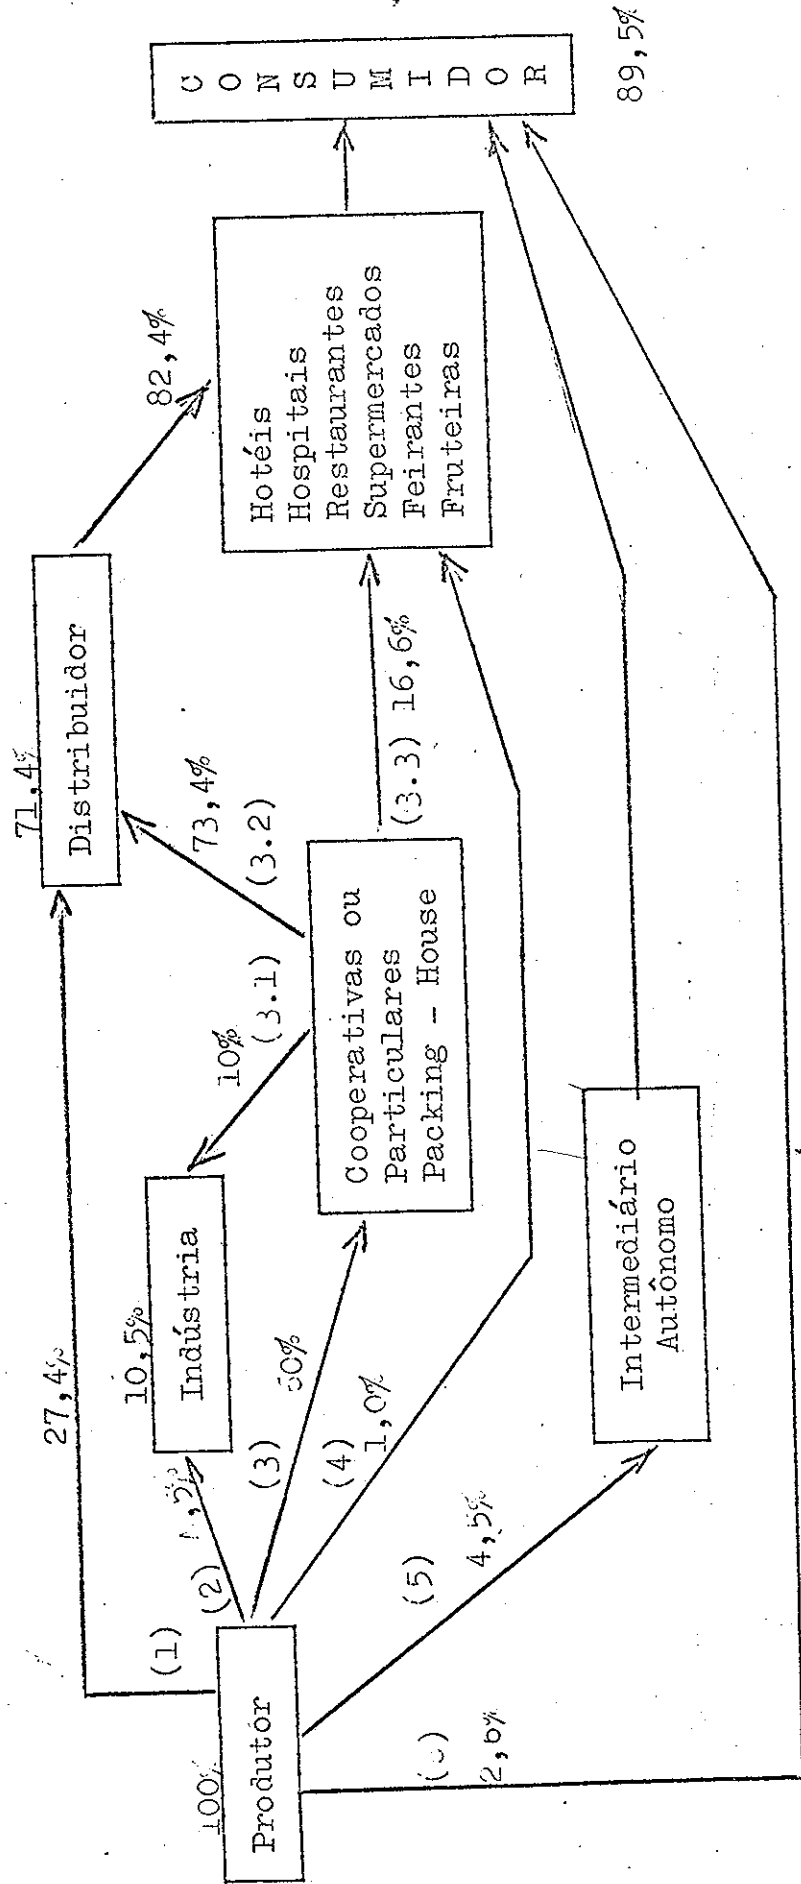 100%
Produtor
(1)
27,4%
(2)
10,5%
Indústria
(3)
(4)
1,0%
(5)
4,5%
2,6%
71,4%
Distribuidor
10%
(3.1)
73,4%
(3.2)
Cooperativas ou
Particulares
Packing - House
(3.3) 16,6%
Intermediário
Autônomo
82,4%
Hotéis
Hospitais
Restaurantes
Supermercados
Feirantes
Fruteiras
CONSUMIDOR
89,5%